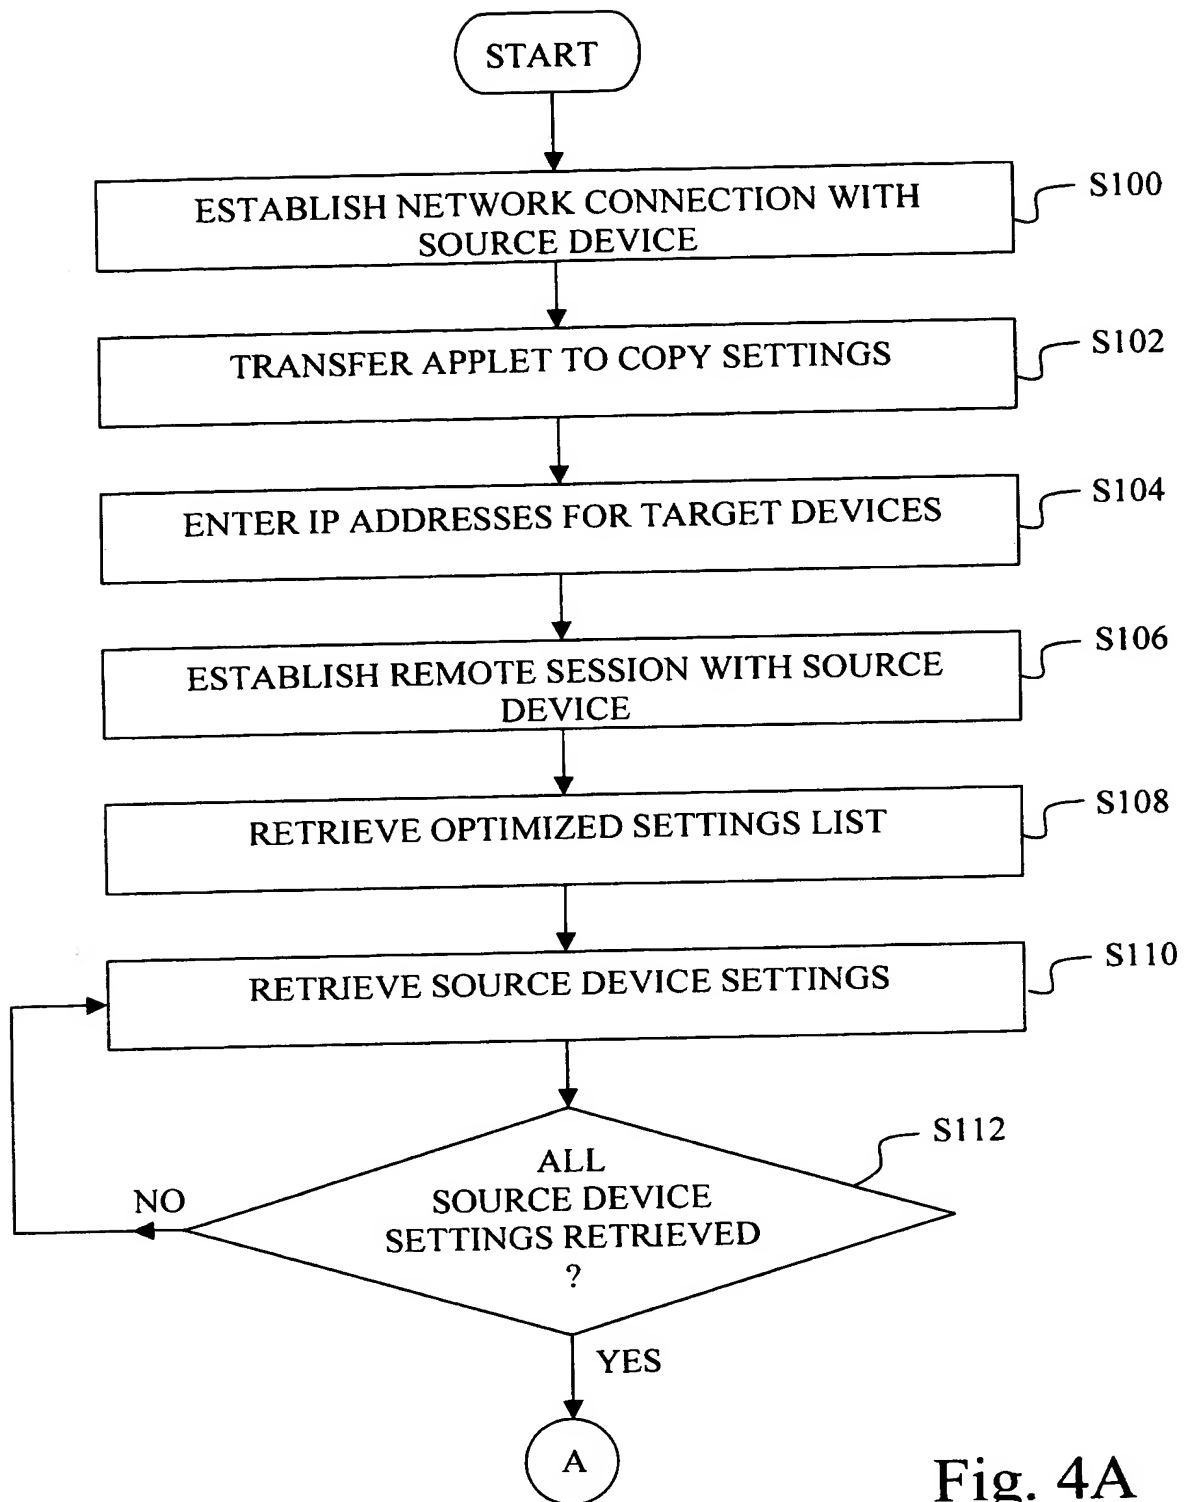 START
ESTABLISH NETWORK CONNECTION WITH
SOURCE DEVICE
S100
TRANSFER APPLET TO COPY SETTINGS
S102
ENTER IP ADDRESSES FOR TARGET DEVICES
S104
ESTABLISH REMOTE SESSION WITH SOURCE
DEVICE
S106
RETRIEVE OPTIMIZED SETTINGS LIST
S108
RETRIEVE SOURCE DEVICE SETTINGS
S110
ALL
SOURCE DEVICE
SETTINGS RETRIEVED
?
S112
NO
YES
A
Fig. 4A